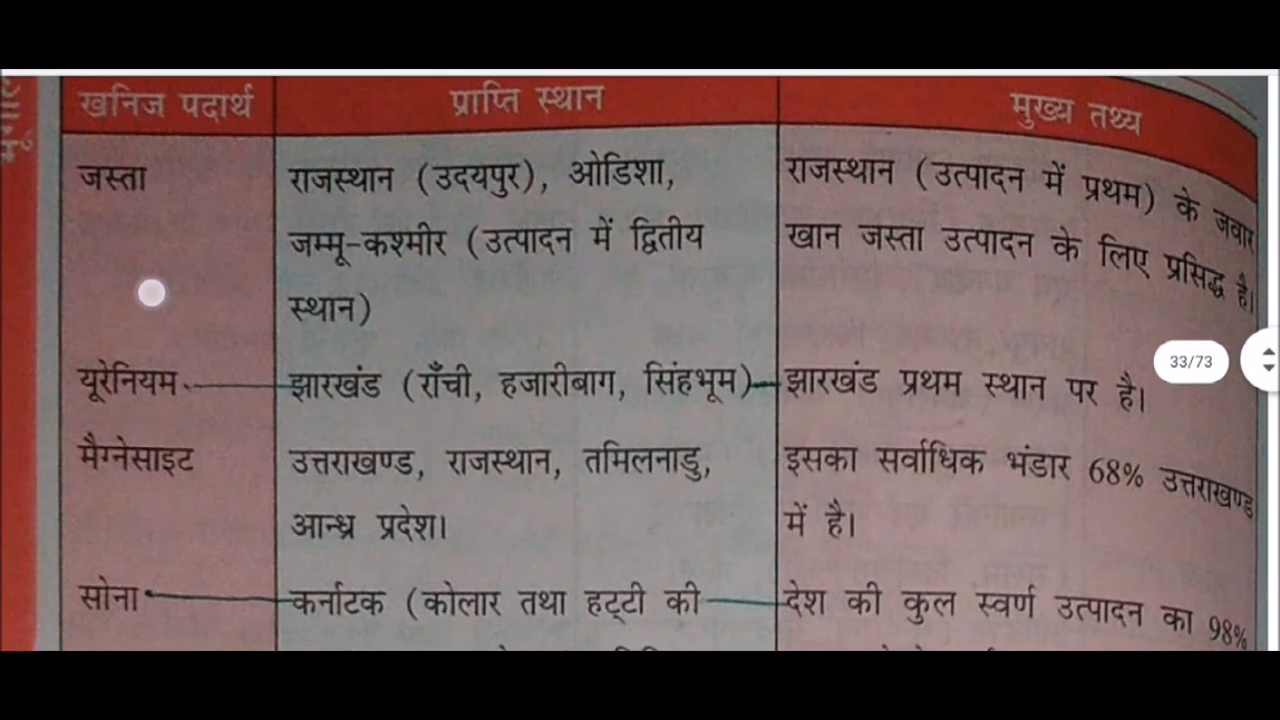 भूगोल
खनिज पदार्थ प्राप्ति स्थान मुख्य तथ्य
जस्ता राजस्थान (उदयपुर), ओडिशा, राजस्थान (उत्पादन में प्रथम) के जवार
जम्मू-कश्मीर (उत्पादन में द्वितीय खान जस्ता उत्पादन के लिए प्रसिद्ध है।
स्थान)
33/73
यूरेनियम झारखंड (राँची, हजारीबाग, सिंहभूम) झारखंड प्रथम स्थान पर है।
मैग्नेसाइट उत्तराखण्ड, राजस्थान, तमिलनाडु, इसका सर्वाधिक भंडार 68% उत्तराखण्ड
आन्ध्र प्रदेश। में है।
सोना कर्नाटक (कोलार तथा हट्टी की देश की कुल स्वर्ण उत्पादन का 98%